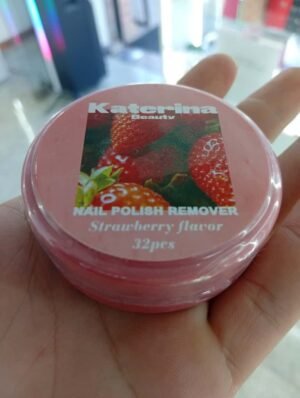 Katerina
Beauty
NAIL POLISH REMOVER
Strawberry flavor
32pcs